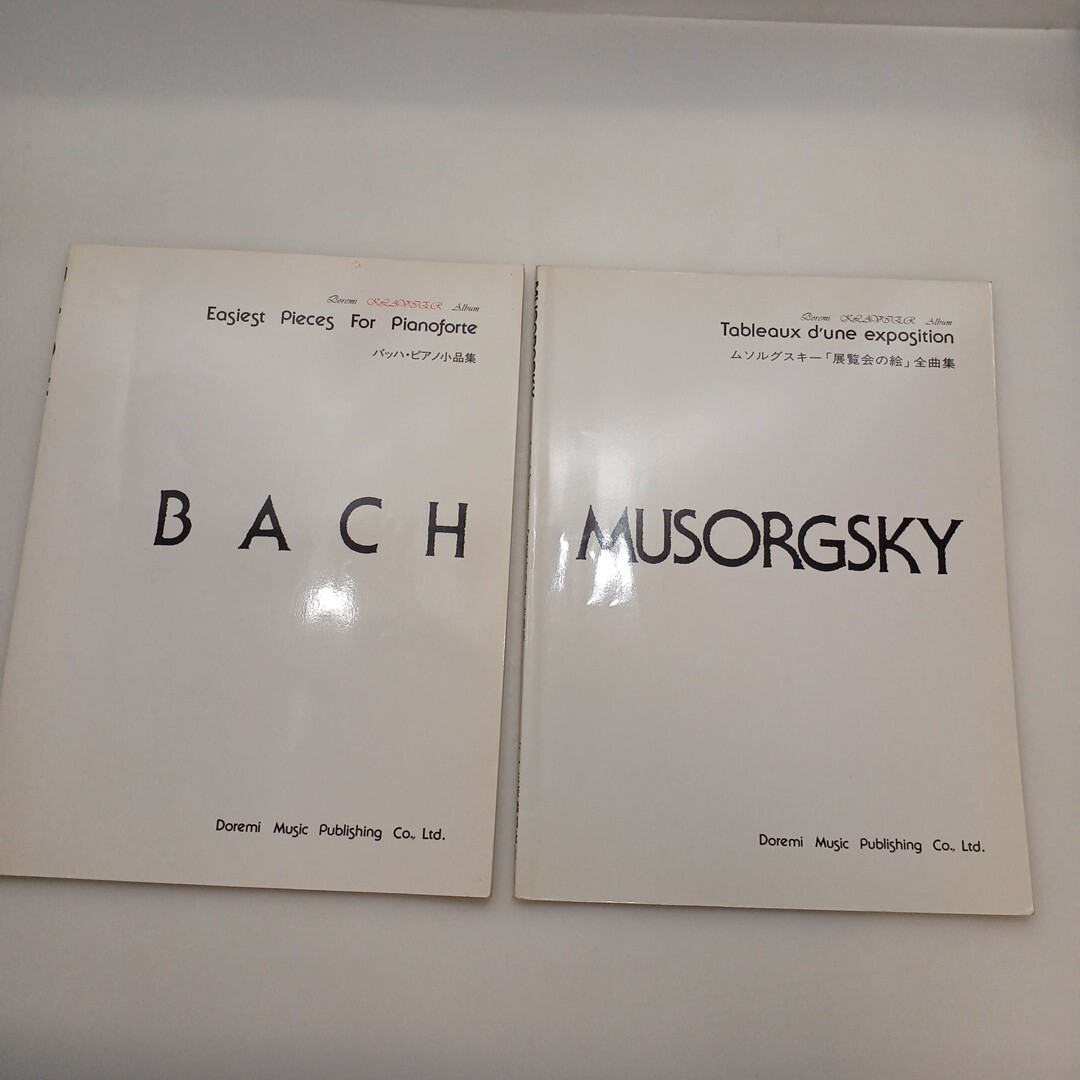 Doremi KLAVIER Album
Easiest Pieces For Pianoforte
バッハ・ピアノ小品集
BACH
Doremi Music Publishing Co., Ltd.
Doremi KLAVIER Album
Tableaux d'une exposition
ムソルグスキー「展覧会の絵」全曲集
MUSORGSKY
Doremi Music Publishing Co., Ltd.
MUSORGSKY